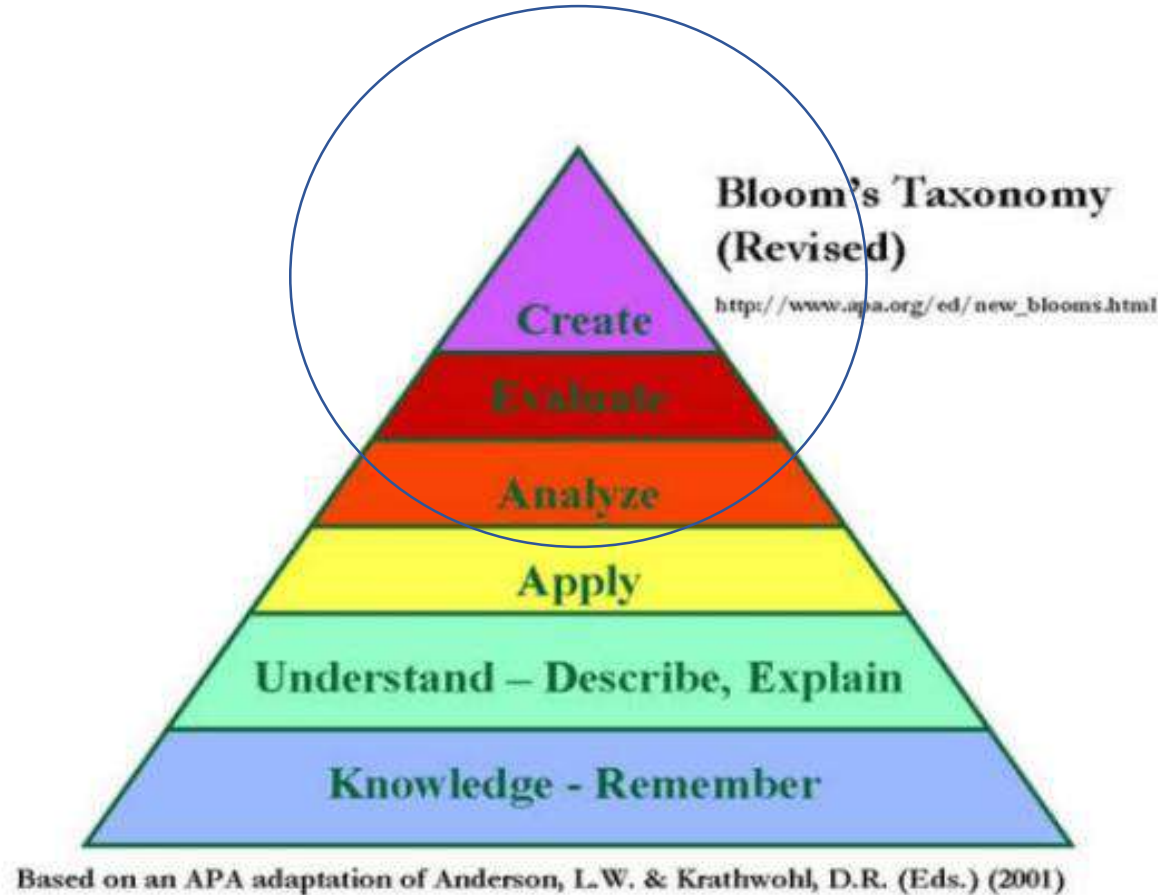 Bloom's Taxonomy
(Revised)
http://www.apa.org/ed/new_blooms.html
Create
Evaluate
Analyze
Apply
Understand – Describe, Explain
Knowledge - Remember
Based on an APA adaptation of Anderson, L.W. & Krathwohl, D.R. (Eds.) (2001)